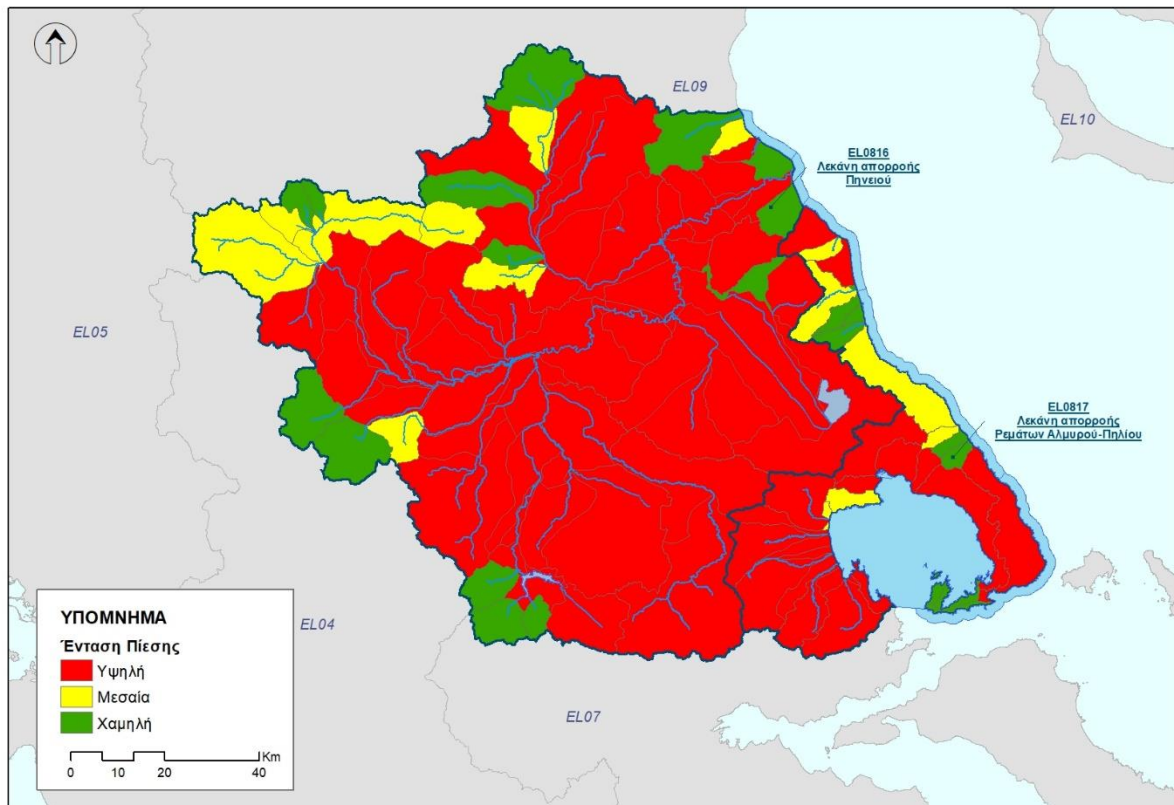 EL09
EL10
EL0816
Λεκάνη απορροής
Πηνειού
EL05
EL0817
Λεκάνη απορροής
Ρεμάτων Αλμυρού-Πηλίου
EL04
EL07
ΥΠΟΜΝΗΜΑ
Ένταση Πίεσης
Υψηλή
Μεσαία
Χαμηλή
Km
0 10 20 40